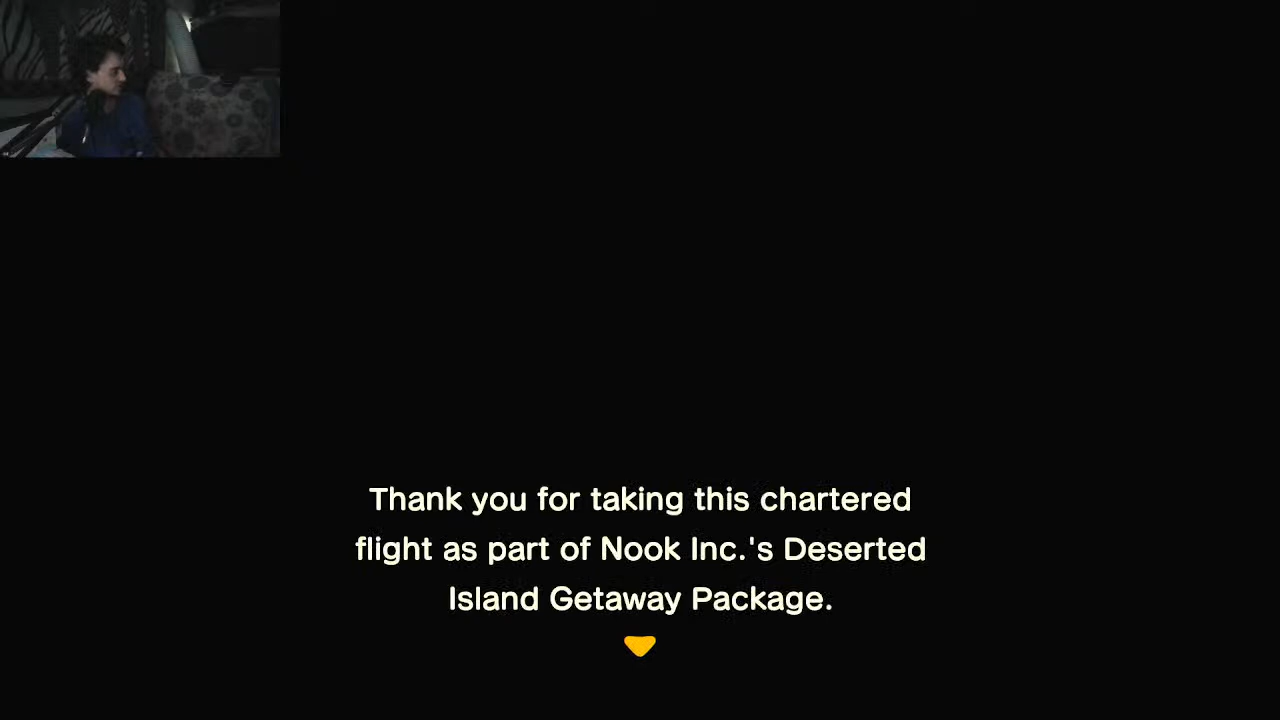 Thank you for taking this chartered
flight as part of Nook Inc.'s Deserted
Island Getaway Package.